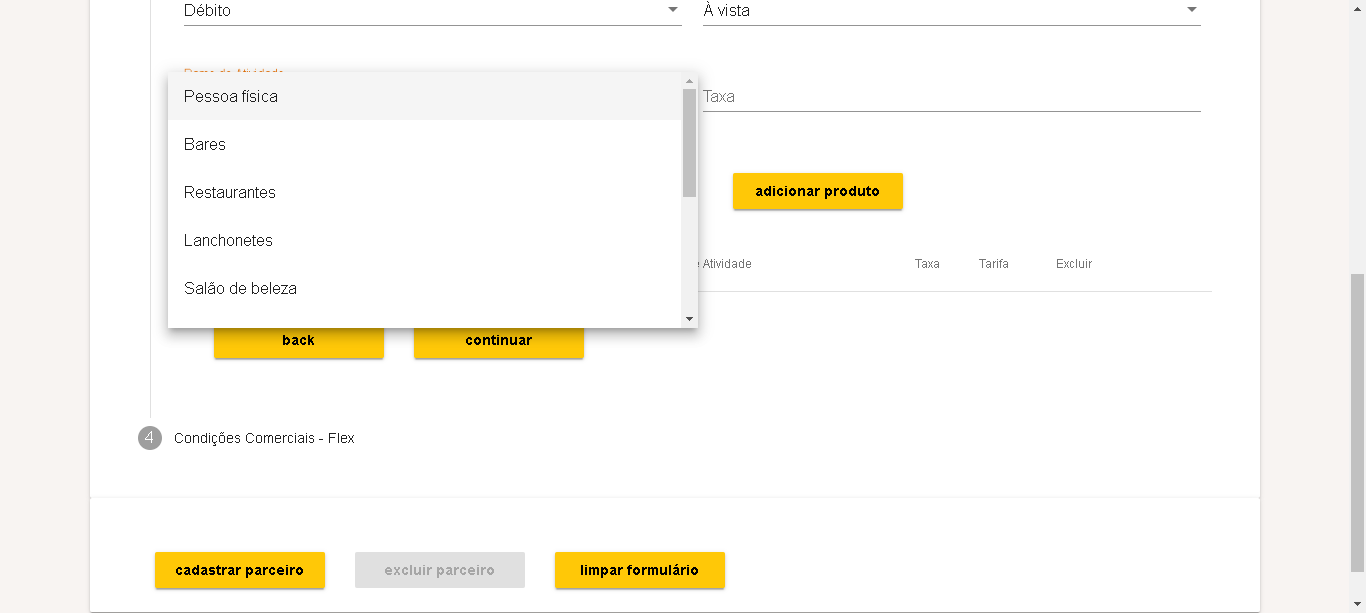 Débito
À vista
Pessoa física
Taxa
Bares
Restaurantes
adicionar produto
Lanchonetes
Atividade Taxa Tarifa Excluir
Salão de beleza
back continuar
4 Condições Comerciais - Flex
cadastrar parceiro excluir parceiro limpar formulário